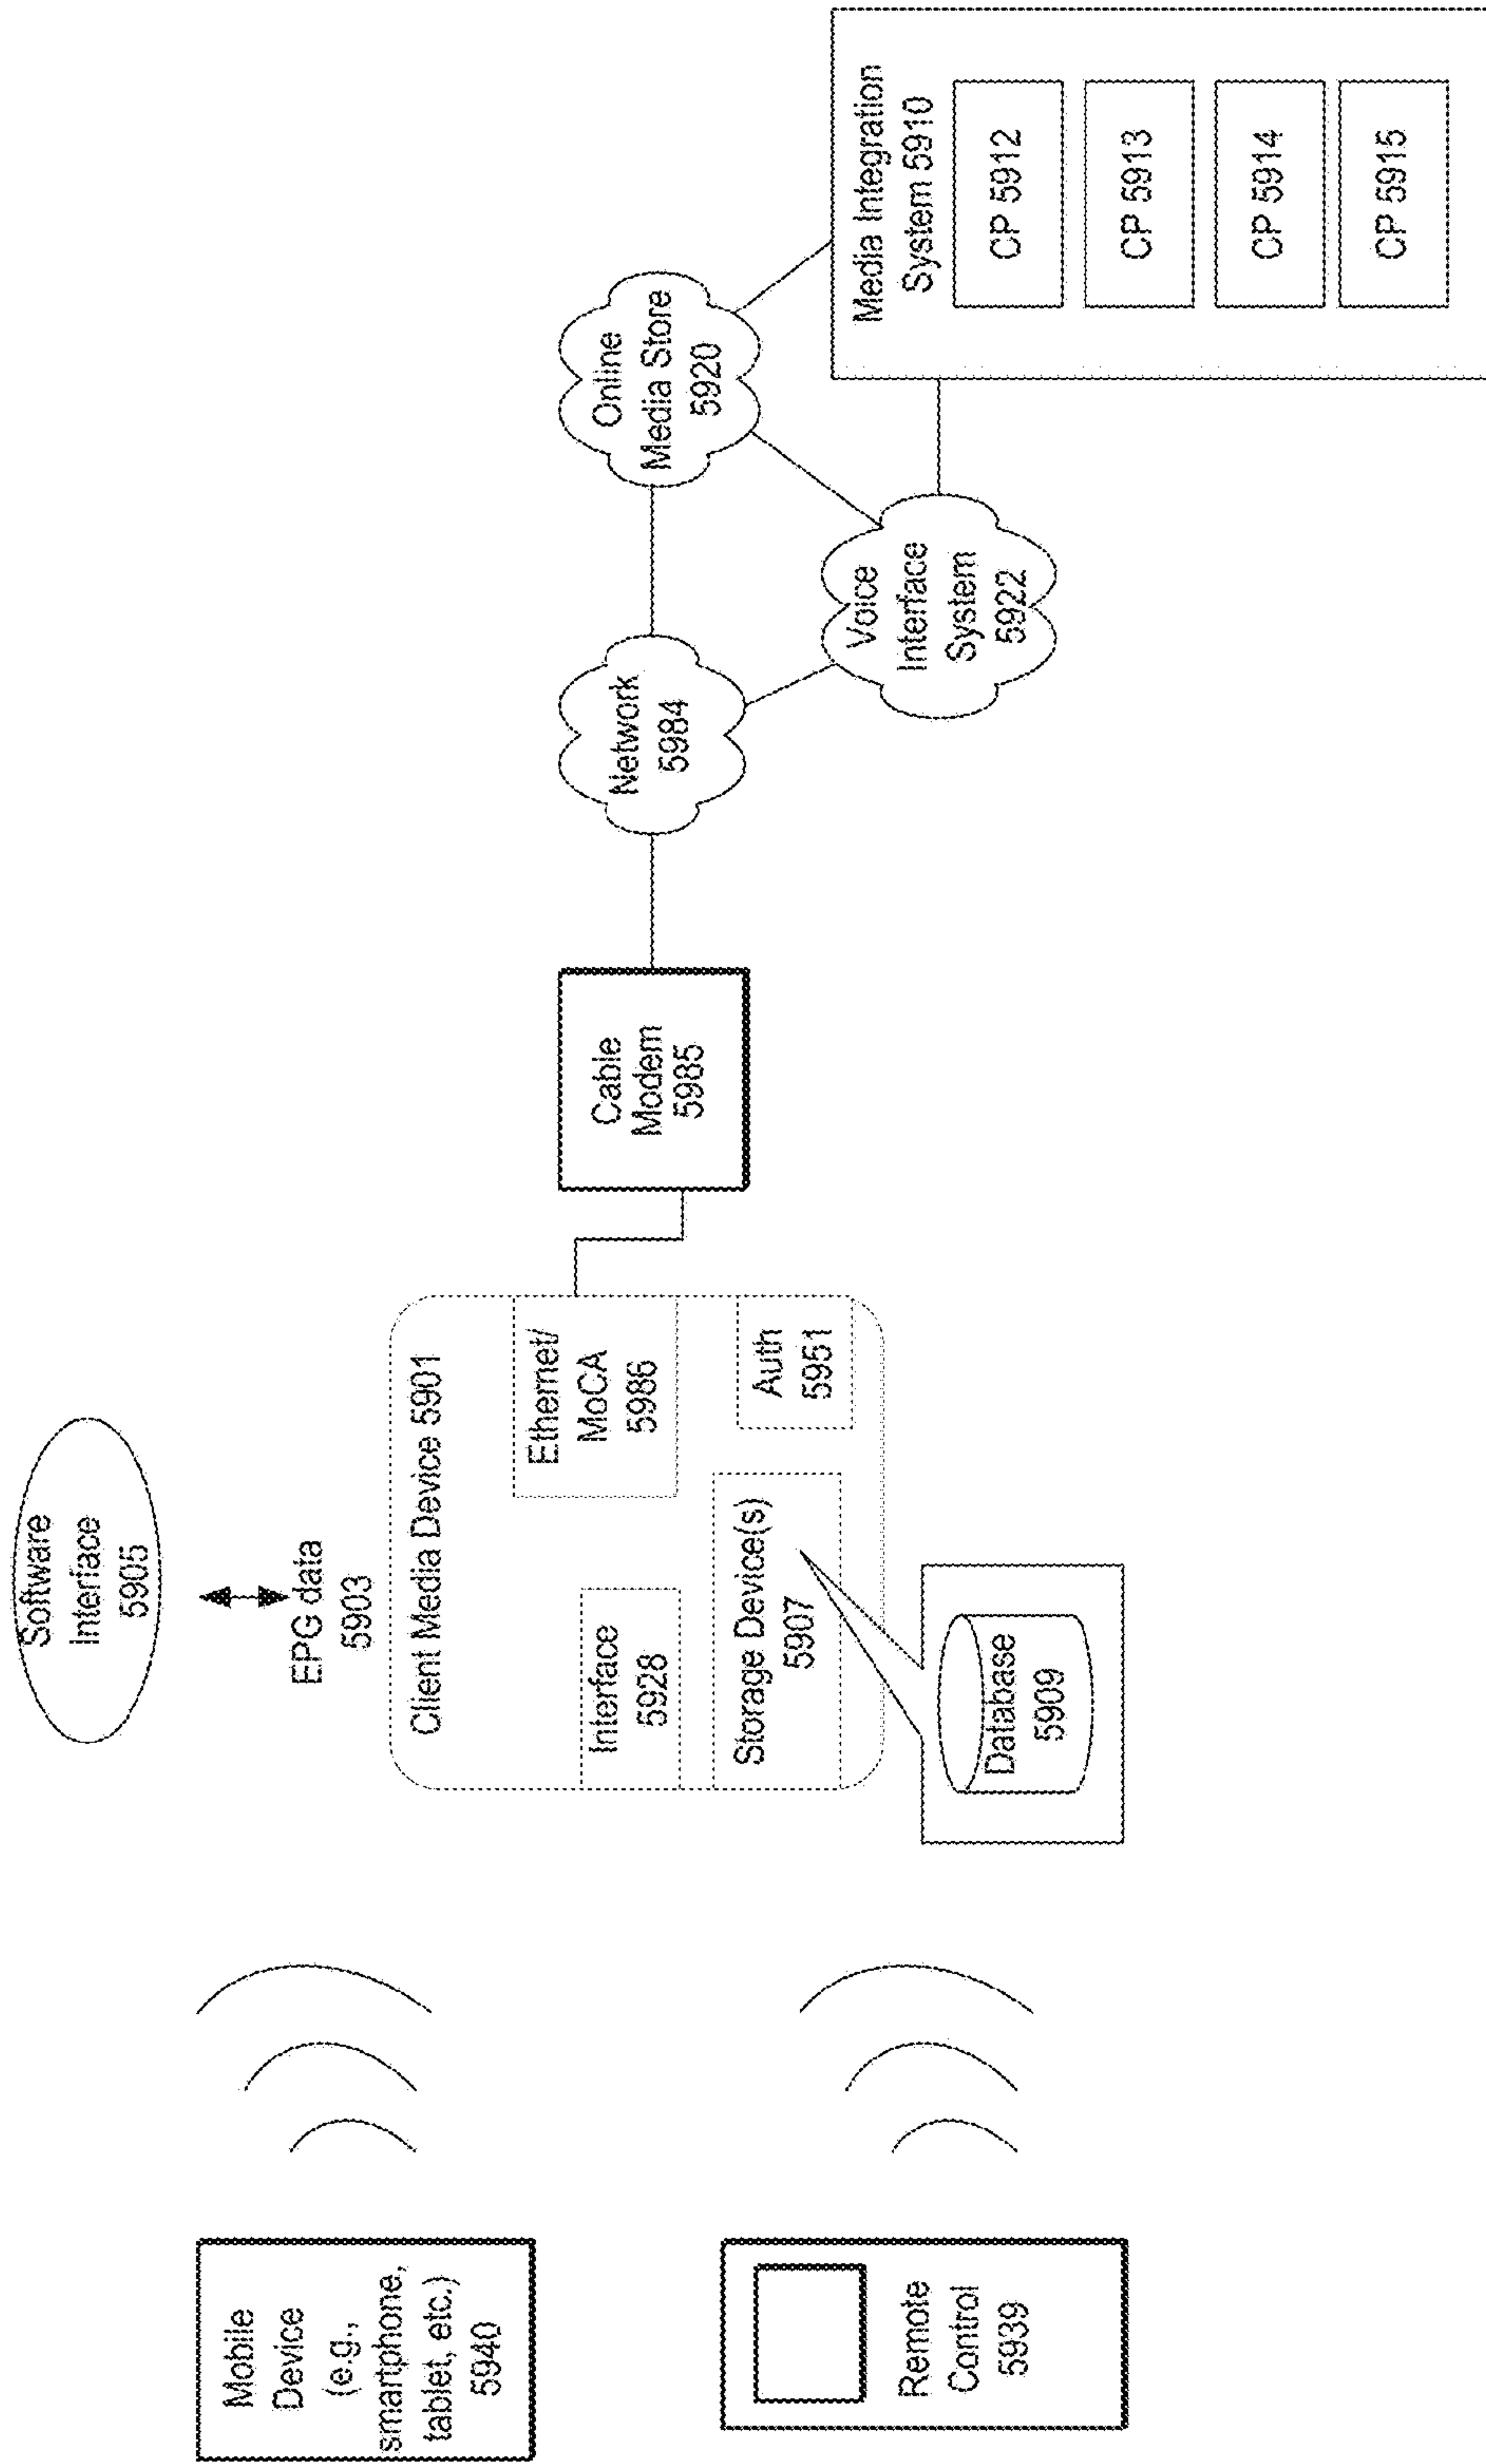 Software
Interface
5905
EPG data
5903
Mobile
Device
(e.g.,
smartphone,
tablet, etc.)
5940
Remote
Control
5939
Client Media Device 5901
Interface
5928
Ethernet/
MoCA
5986
Storage Device(s)
5907
Auth
5951
Database
5909
Cable
Modem
5985
Network
5984
Online
Media Store
5920
Voice
Interface
System
5922
Media Integration
System 5910
CP 5912
CP 5913
CP 5914
CP 5915